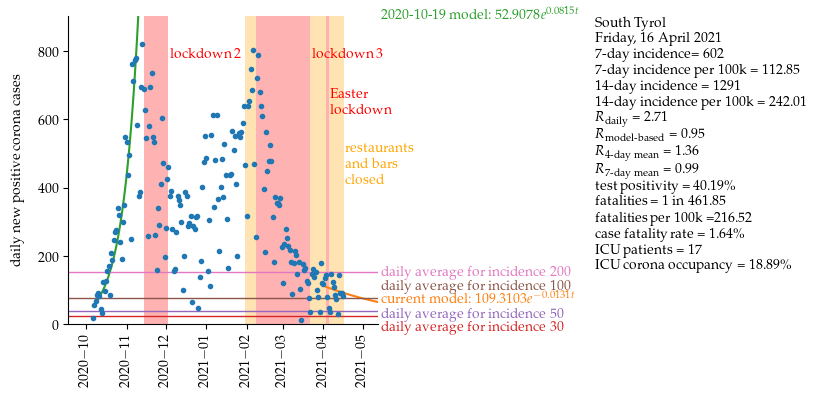 2020-10-19 model: 52.9078e^0.0815t
800
600
400
200
0
daily new positive corona cases
lockdown 2
lockdown 3
Easter
lockdown
restaurants
and bars
closed
daily average for incidence 200
daily average for incidence 100
current model: 109.3103e^−0.0131t
daily average for incidence 50
daily average for incidence 30
2020−10
2020−11
2020−12
2021−01
2021−02
2021−03
2021−04
2021−05
South Tyrol
Friday, 16 April 2021
7-day incidence= 602
7-day incidence per 100k = 112.85
14-day incidence = 1291
14-day incidence per 100k = 242.01
R_daily = 2.71
R_model-based = 0.95
R_4-day mean = 1.36
R_7-day mean = 0.99
test positivity = 40.19%
fatalities = 1 in 461.85
fatalities per 100k =216.52
case fatality rate = 1.64%
ICU patients = 17
ICU corona occupancy = 18.89%